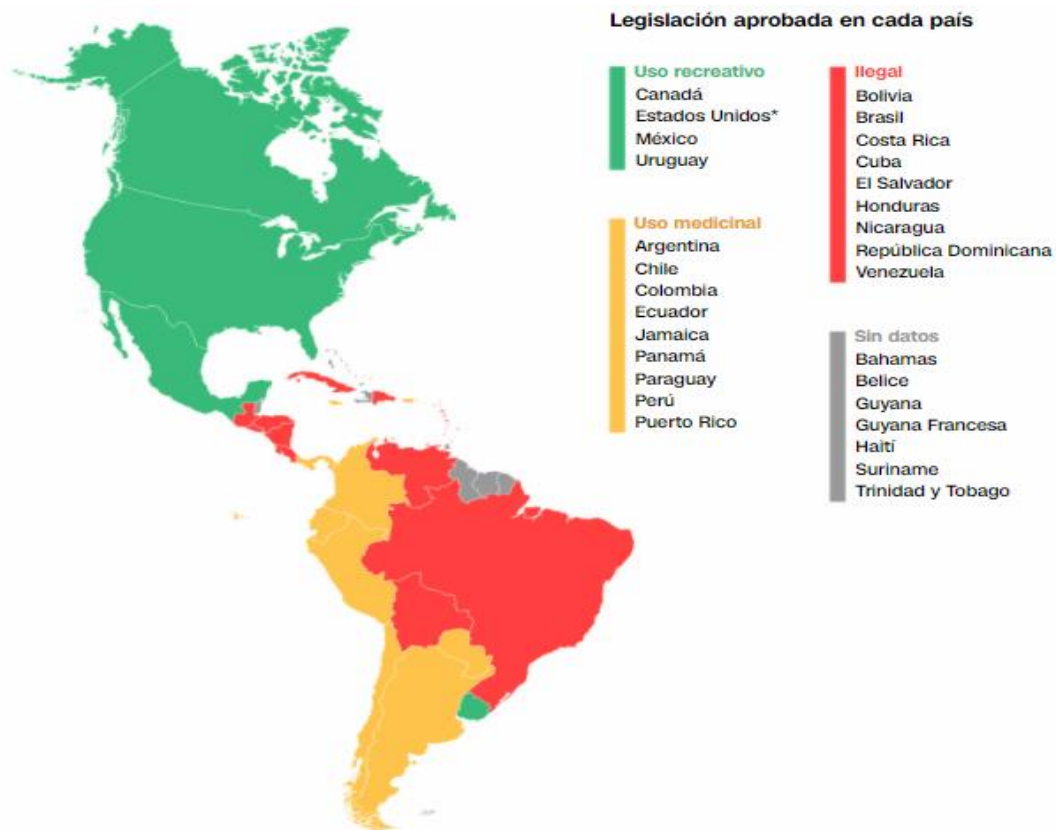 Legislación aprobada en cada país
Uso recreativo
Canadá
Estados Unidos*
México
Uruguay
Uso medicinal
Argentina
Chile
Colombia
Ecuador
Jamaica
Panamá
Paraguay
Perú
Puerto Rico
Ilegal
Bolivia
Brasil
Costa Rica
Cuba
El Salvador
Honduras
Nicaragua
República Dominicana
Venezuela
Sin datos
Bahamas
Belice
Guyana
Guyana Francesa
Haití
Suriname
Trinidad y Tobago